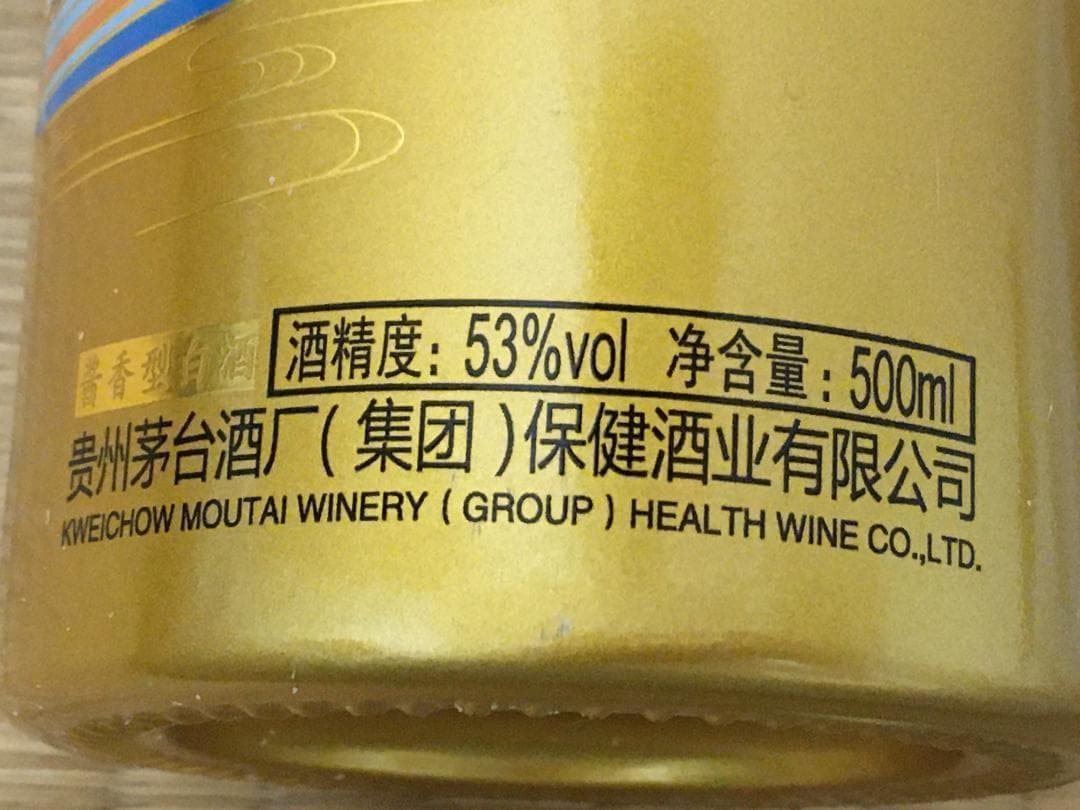 酱香型白酒 酒精度: 53%vol 净含量: 500ml
贵州茅台酒厂(集团)保健酒业有限公司
KWEICHOW MOUTAI WINERY (GROUP) HEALTH WINE CO.,LTD.